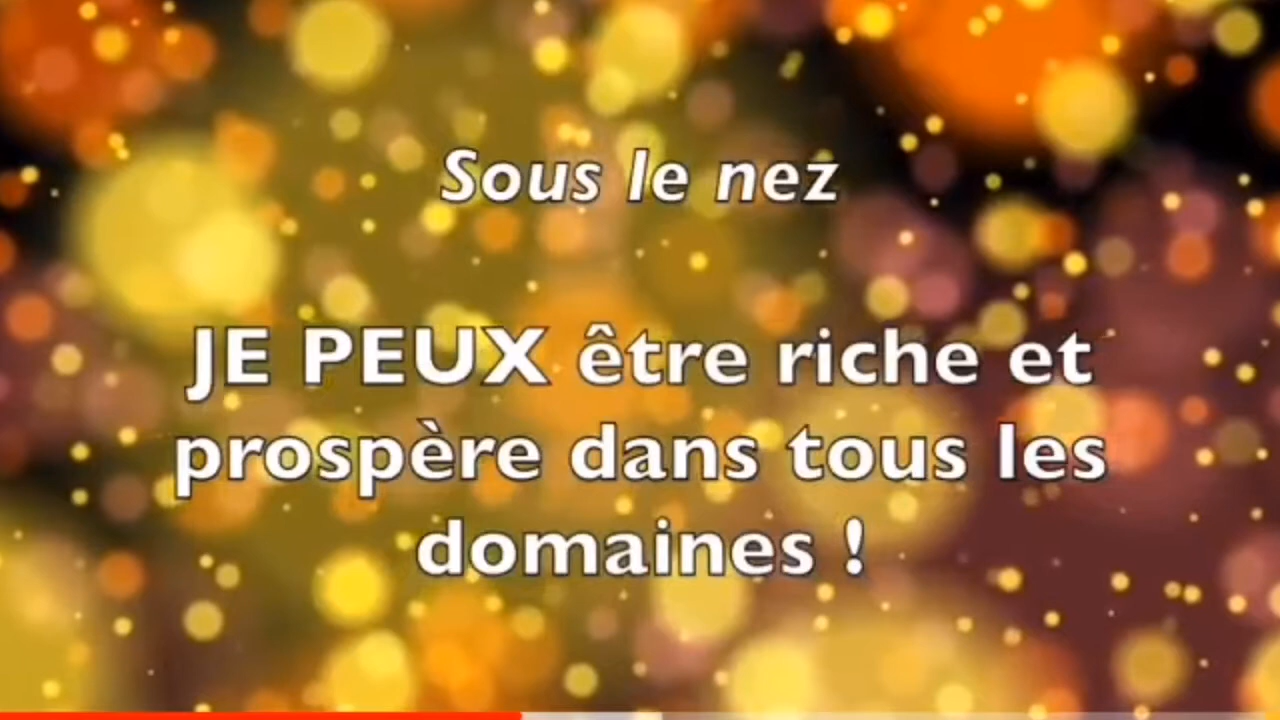 Sous le nez
JE PEUX être riche et
prospère dans tous les
domaines !